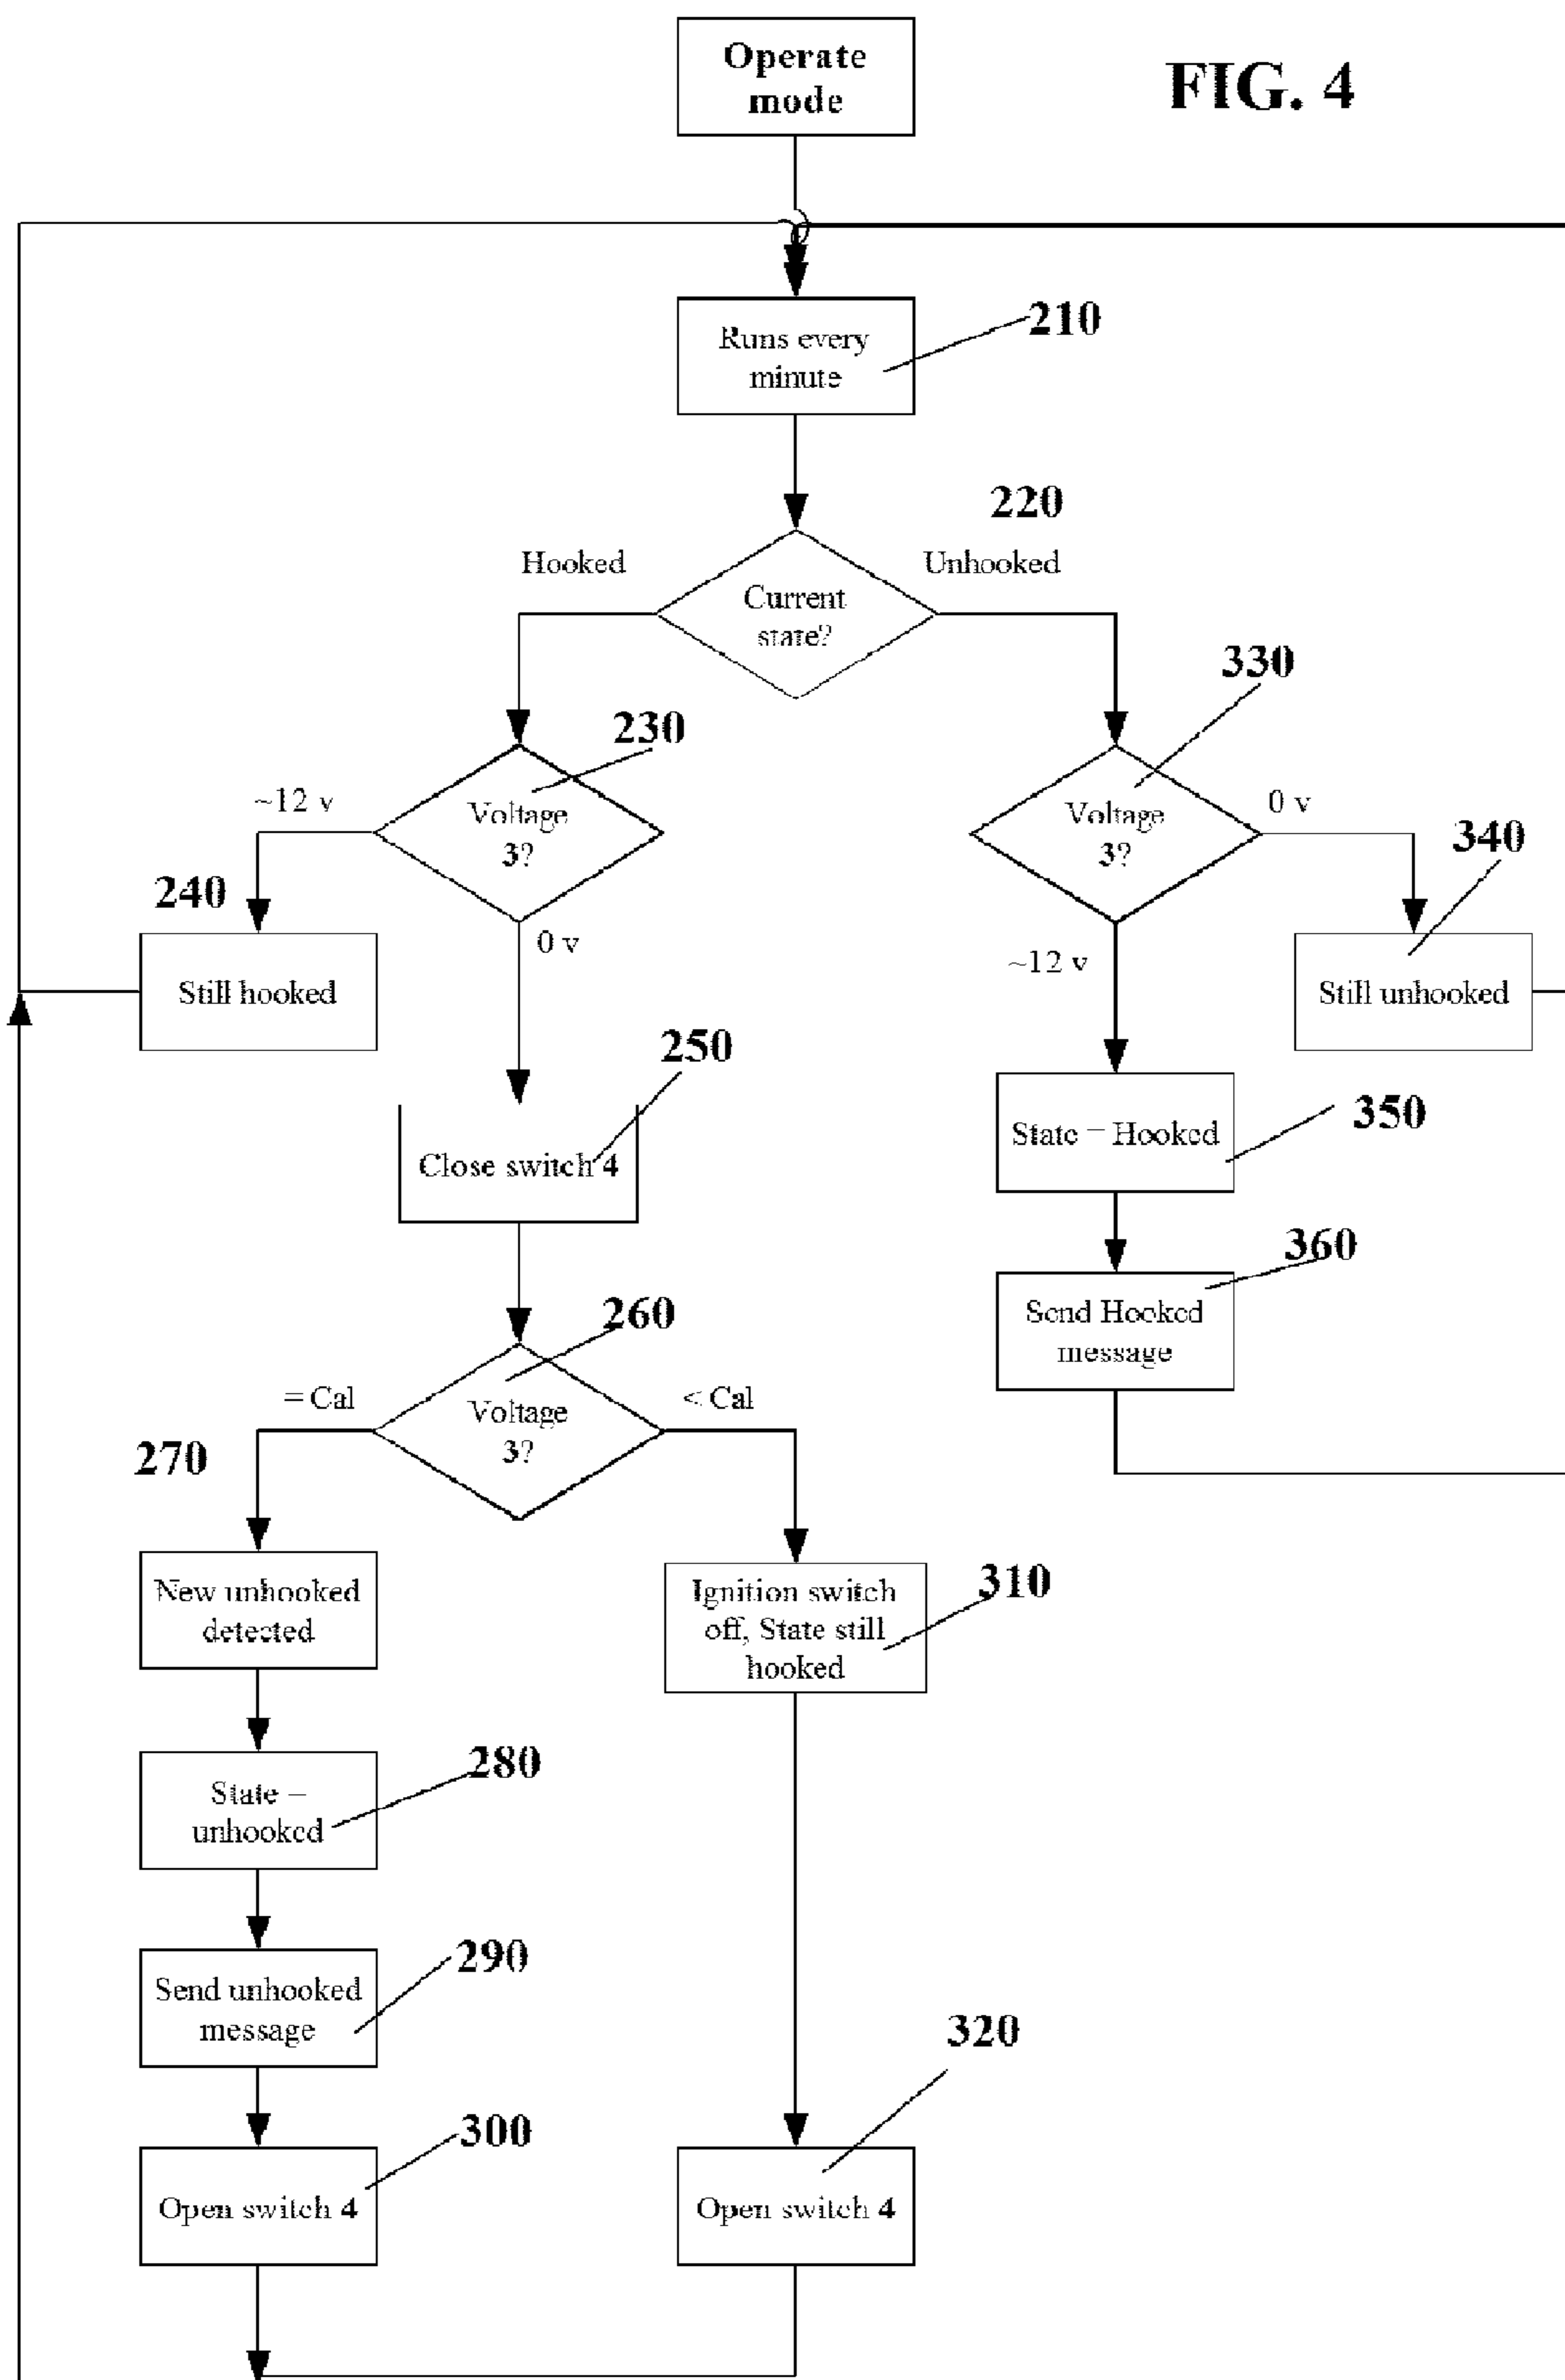 Operate
mode
FIG. 4
Runs every
minute
210
220
Hooked
Unhooked
Current
state?
230
330
~12 v
Voltage
3?
0 v
Voltage
3?
0 v
~12 v
240
340
Still hooked
Still unhooked
250
Close switch 4
State = Hooked
350
360
Send Hooked
message
260
= Cal
< Cal
Voltage
3?
270
New unhooked
detected
Ignition switch
off, State still
hooked
310
State =
unhooked
280
Send unhooked
message
290
300
320
Open switch 4
Open switch 4